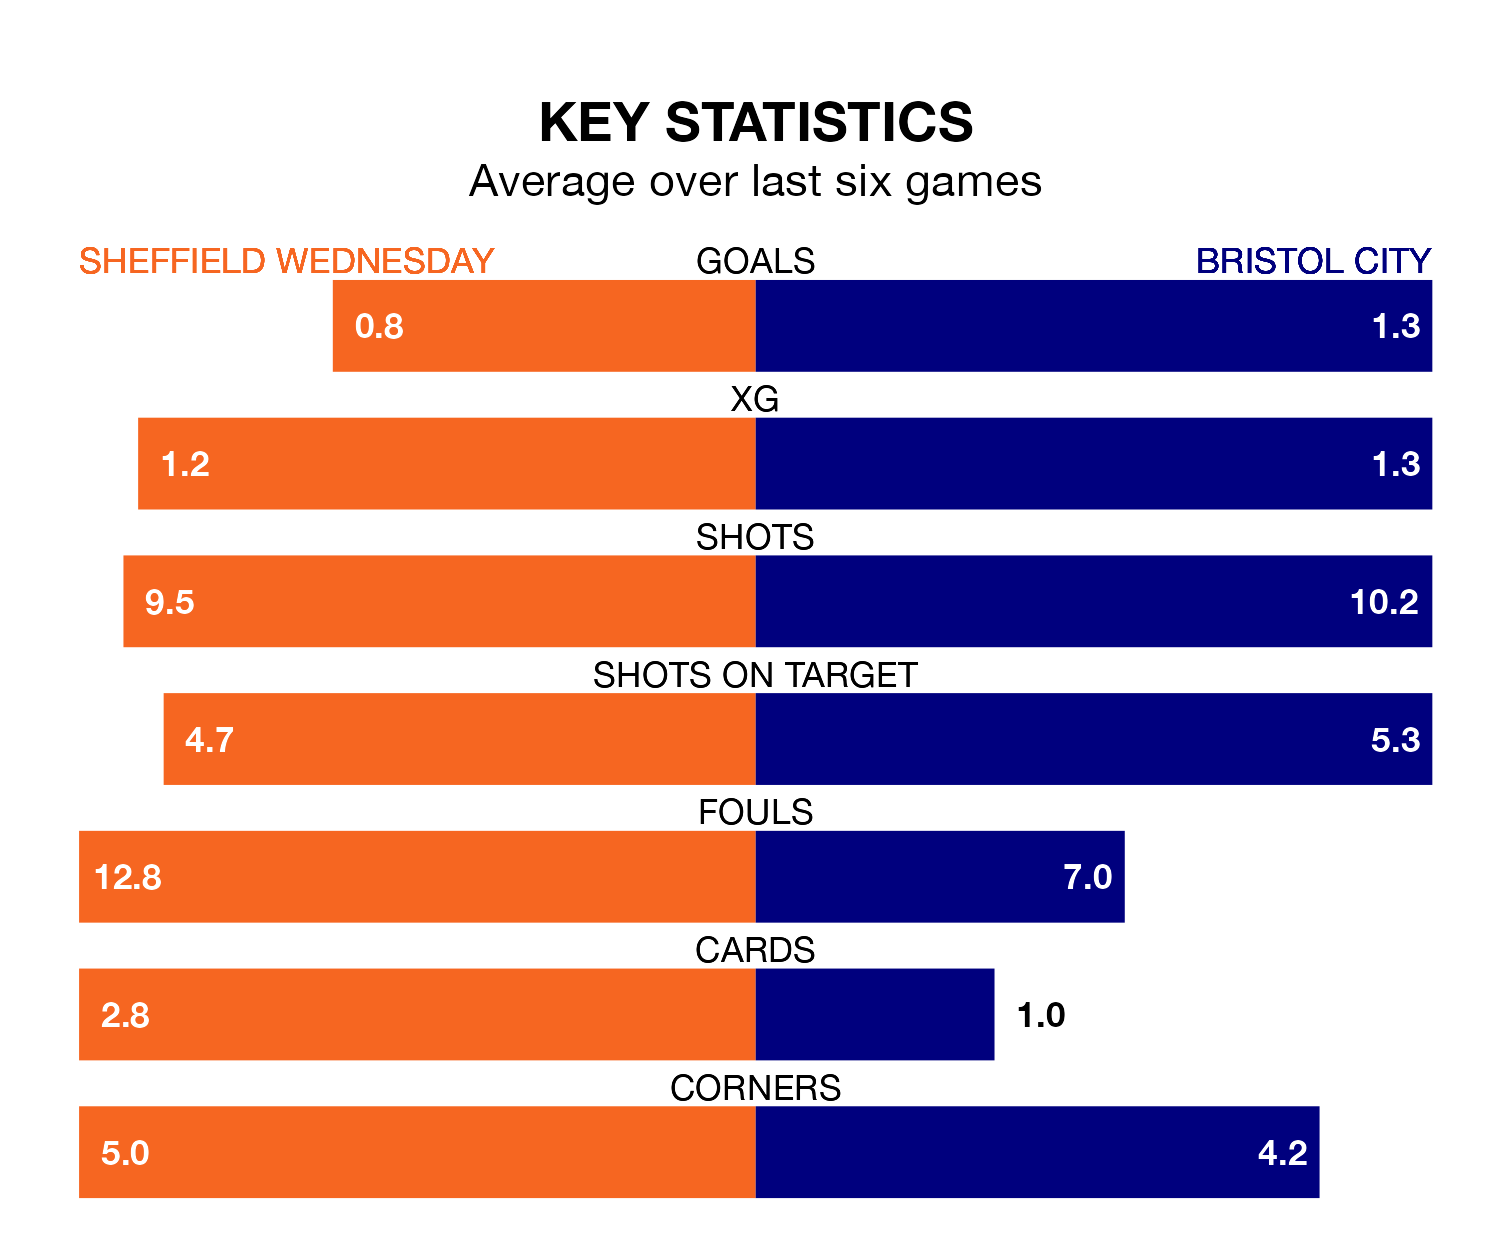 KEY STATISTICS
Average over last six games
SHEFFIELD WEDNESDAY GOALS BRISTOL CITY
0.8 1.3
XG
1.2 1.3
SHOTS
9.5 10.2
SHOTS ON TARGET
4.7 5.3
FOULS
12.8 7.0
CARDS
2.8 1.0
CORNERS
5.0 4.2